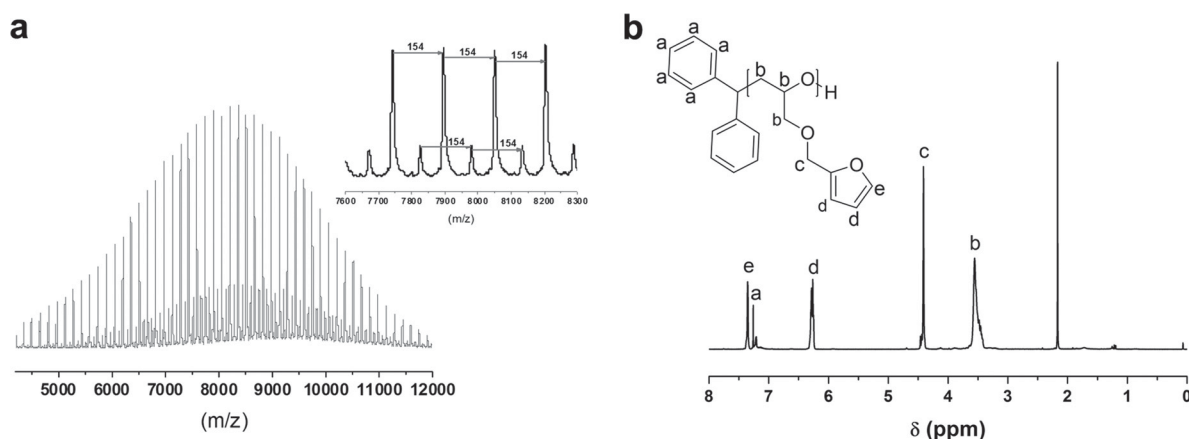 a
154 154 154
154 154
7600 7700 7800 7900 8000 8100 8200 8300
(m/z)
5000 6000 7000 8000 9000 10000 11000 12000
(m/z)
b
a
a a
a a
b b O H
b
O
c O
e
d d
e a d c b
8 7 6 5 4 3 2 1 0
δ (ppm)